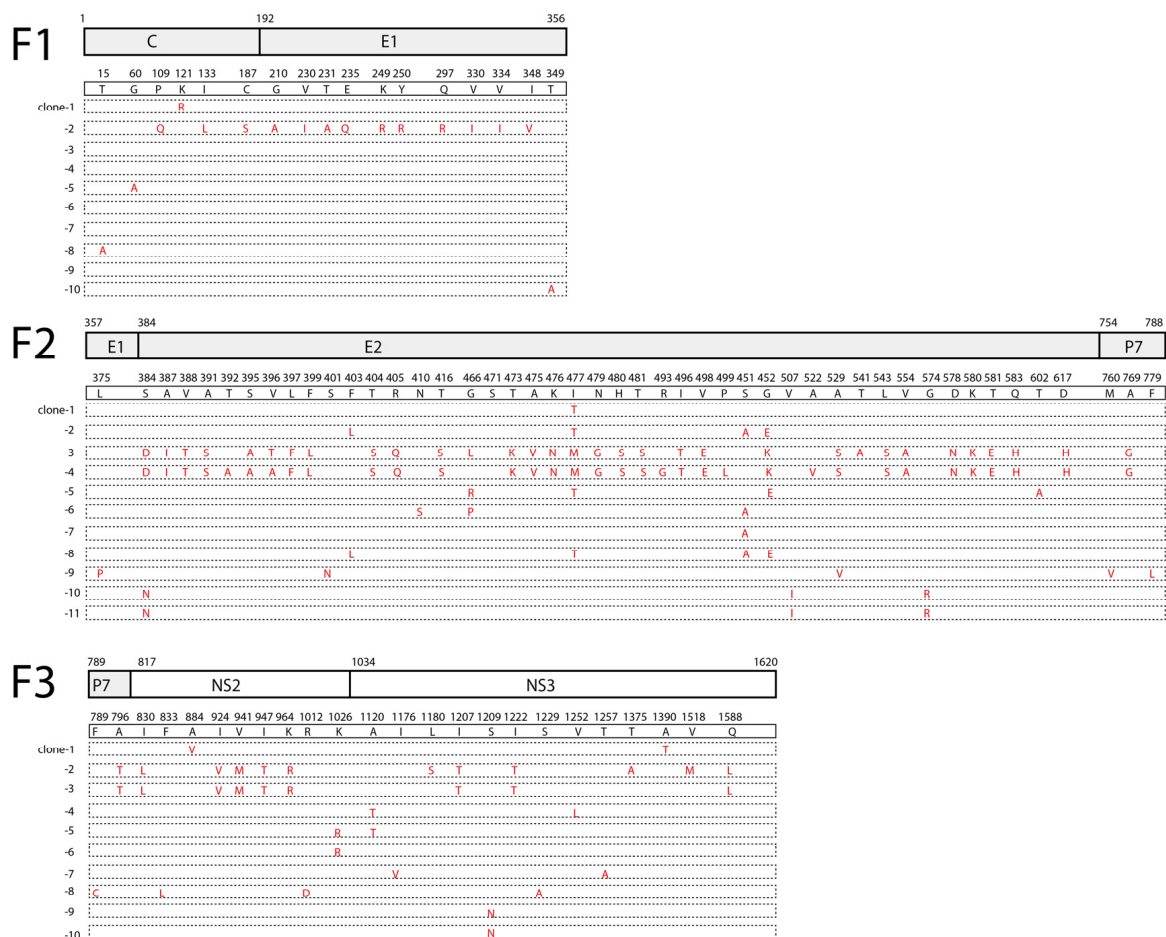 F1
1 192 356
C E1
15 60 109 121 133 187 210 230 231 235 249 250 297 330 334 348 349
T G P K I C G V T E K Y Q V V I T
clone-1 R
-2 Q L S A I A Q R R R I I V
-3
-4
-5 A
-6
-7
-8 A
-9
-10 A
F2
357 384 754 788
E1 E2 P7
375 384 387 388 391 392 395 396 397 399 401 403 404 405 410 416 466 471 473 475 476 477 479 480 481 493 496 498 499 451 452 507 522 529 541 543 554 574 578 580 581 583 602 617 760 769 779
L S A V A T S V L F S F T R N T G S T A K I N H T R I V P S G V A A T L V G D K T Q T D M A F
clone-1 T
-2 L T A E
3 D I T S A T F L S Q S L K V N M G S S T E K S A S A N K E H H G
-4 D I T S A A A F L S Q S K V N M G S S G T E L K V S S A N K E H H G
-5 R T E A
-6 S P A
-7 A
-8 L T A E
-9 P N V V L
-10 N I R
-11 N I R
F3
789 817 1034 1620
P7 NS2 NS3
789 796 830 833 884 924 941 947 964 1012 1026 1120 1176 1180 1207 1209 1222 1229 1252 1257 1375 1390 1518 1588
F A I F A I V I K R K A I L I S I S V T T A V Q
clone-1 V T
-2 T L V M T R S T T A M L
-3 T L V M T R T T L
-4 T L
-5 R T
-6 R
-7 V A
-8 C L D A
-9 N
-10 N